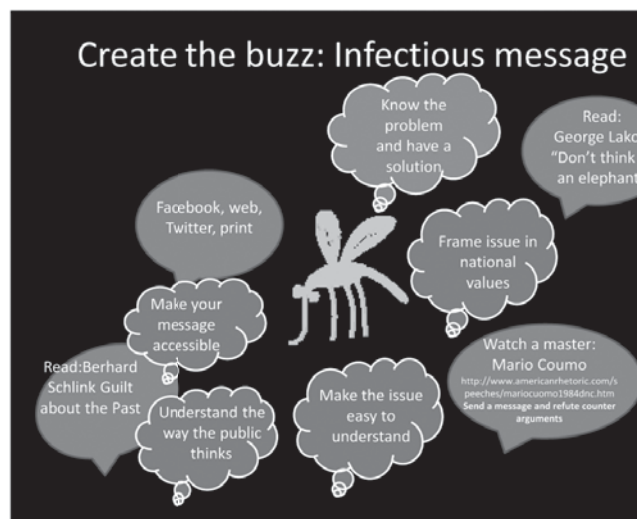 Create the buzz: Infectious message
Know the
problem
and have a
solution
Read:
George Lako
"Don't think
an elephant
Facebook, web,
Twitter, print
Frame issue in
national
values
Make your
message
accessible
Read:Berhard
Schlink Guilt
about the Past
Watch a master:
Mario Coumo
http://www.americanrhetoric.com/s
peeches/mariocuomo1984dnc.htm
Send a message and refute counter
arguments
Understand the
way the public
thinks
Make the issue
easy to
understand